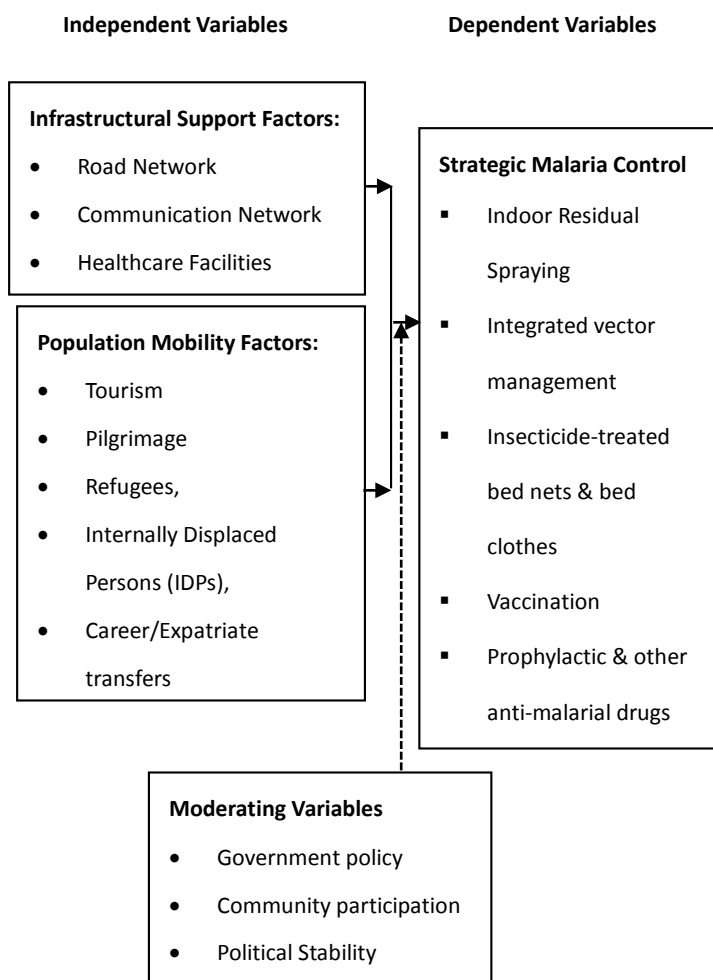 Independent Variables
Dependent Variables
Infrastructural Support Factors:
• Road Network
• Communication Network
• Healthcare Facilities
Population Mobility Factors:
• Tourism
• Pilgrimage
• Refugees,
• Internally Displaced
Persons (IDPs),
• Career/Expatriate
transfers
Strategic Malaria Control
▪ Indoor Residual
Spraying
▪ Integrated vector
management
▪ Insecticide-treated
bed nets & bed
clothes
▪ Vaccination
▪ Prophylactic & other
anti-malarial drugs
Moderating Variables
• Government policy
• Community participation
• Political Stability